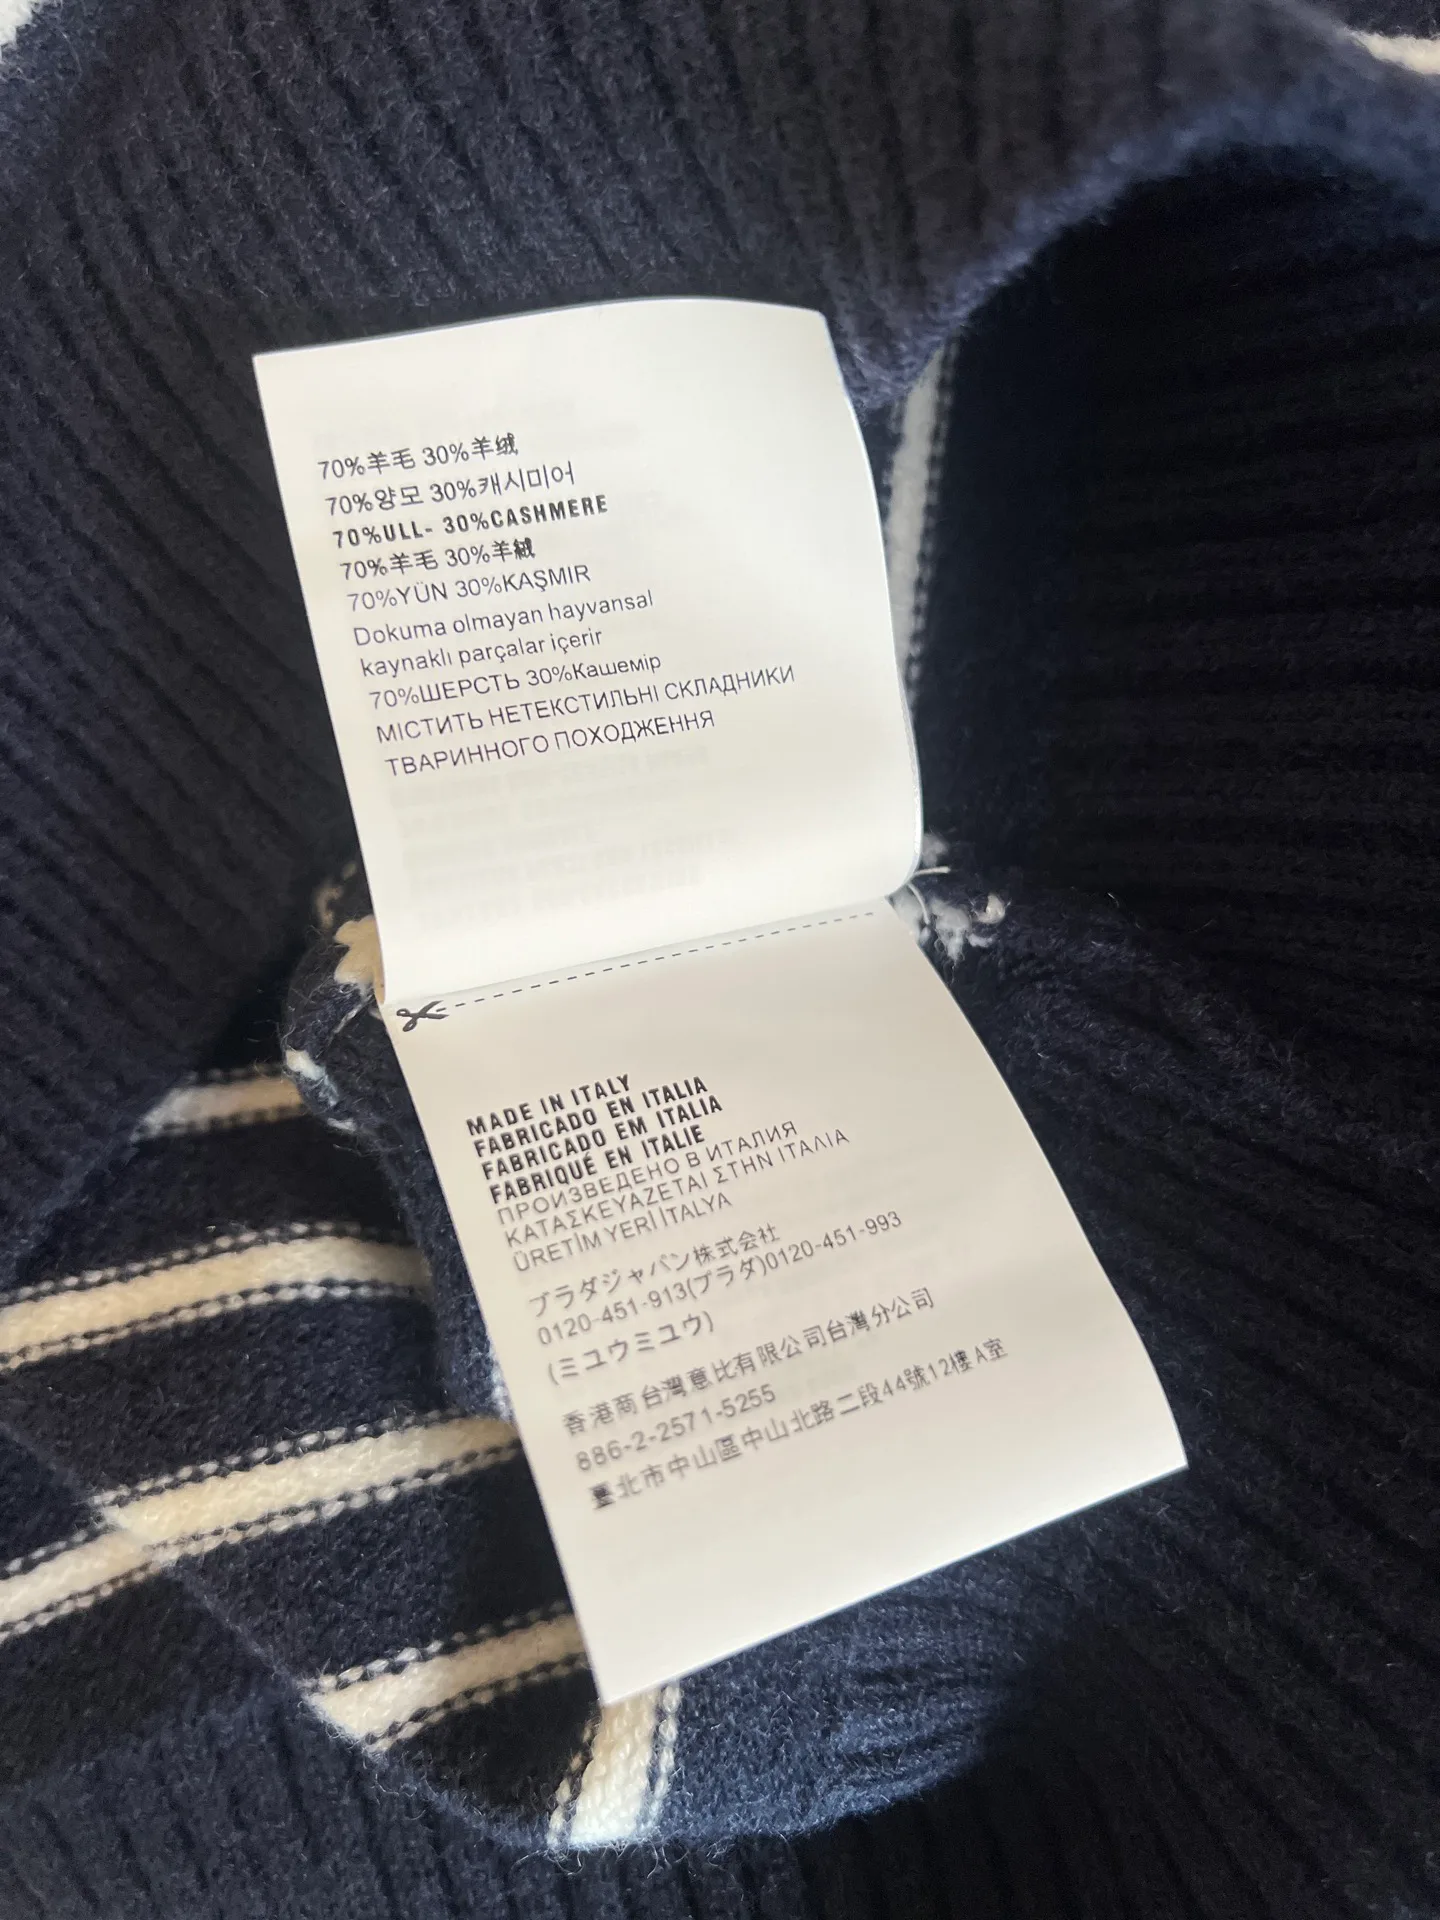 70%羊毛 30%羊绒
70%양모 30%캐시미어
70%ULL- 30%CASHMERE
70%羊毛 30%羊絨
70%YÜN 30%KAŞMIR
Dokuma olmayan hayvansal
kaynaklı parçalar içerir
70%ШЕРСТЬ 30%Кашемір
МІСТИТЬ НЕТЕКСТИЛЬНІ СКЛАДНИКИ
ТВАРИННОГО ПОХОДЖЕННЯ
MADE IN ITALY
FABRICADO EN ITALIA
FABRICADO EM ITALIA
FABRIQUÉ EN ITALIE
ПРОИЗВЕДЕНО В ИТАЛИЯ
ΚΑΤΑΣΚΕΥΑΖΕΤΑΙ ΣΤΗΝ ΙΤΑΛΙΑ
ÜRETİM YERİ İTALYA
プラダジャパン株式会社
0120-451-913(プラダ)0120-451-993
(ミュウミュウ)
香港商台灣意比有限公司台灣分公司
886-2-2571-5255
臺北市中山區中山北路二段44號12樓A室